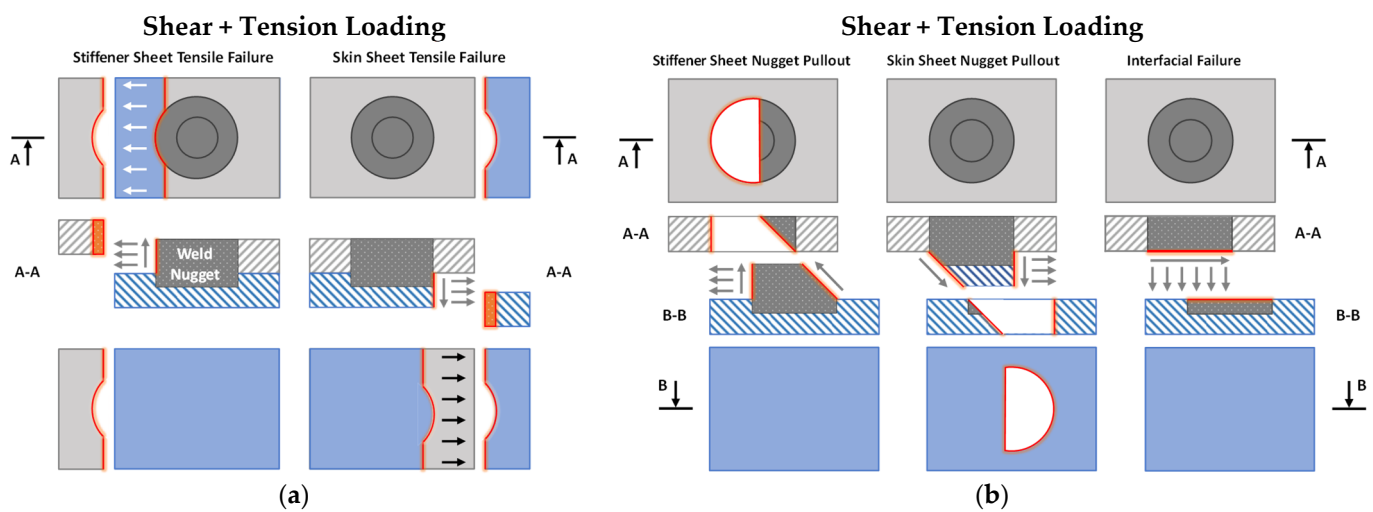 Shear + Tension Loading
Stiffener Sheet Tensile Failure
Skin Sheet Tensile Failure
A
A
A-A
Weld
Nugget
A-A
(a)
Shear + Tension Loading
Stiffener Sheet Nugget Pullout
Skin Sheet Nugget Pullout
Interfacial Failure
A
A
A-A
A-A
B-B
B-B
B
B
(b)